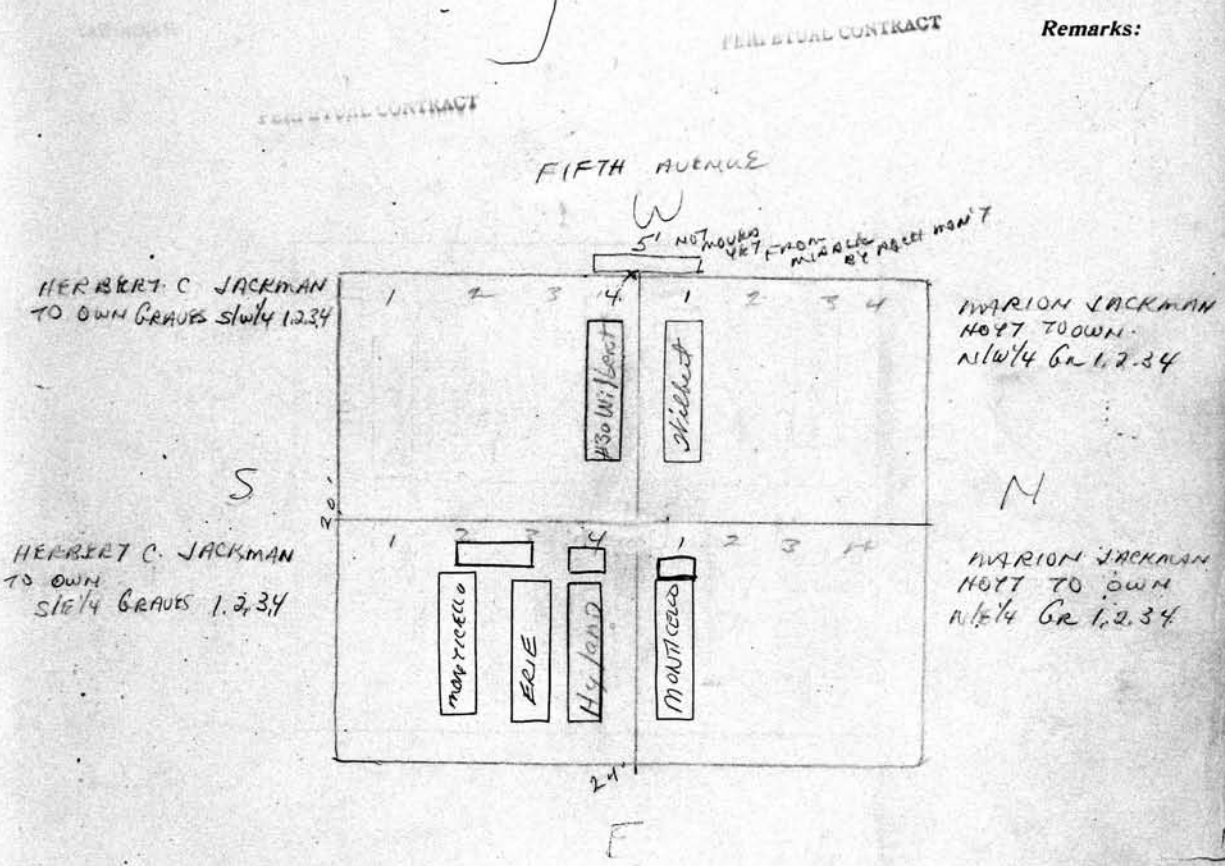 PERPETUAL CONTRACT
Remarks:
PERPETUAL CONTRACT
FIFTH AVENUE
W
5' NOT MOVED YET FROM MIDDLE BY
HERBERT C JACKMAN
TO OWN GRAVES S/W/4 1.2.3.4
1 2 3 4 1 2 3 4
MARION JACKMAN
HOYT TO OWN
N/W/4 Gr 1.2.3 4
#30 Wilbert
Wilbert
S
N
20'
HERBERT C. JACKMAN
TO OWN
S/E/4 GRAVES 1.2,3,4
1 2 3 4 1 2 3 4
MARION JACKMAN
HOYT TO OWN
N/E/4 GR 1,2.3 4
MONTICELLO
ERIE
Hyland
MONTICELLO
24'
E